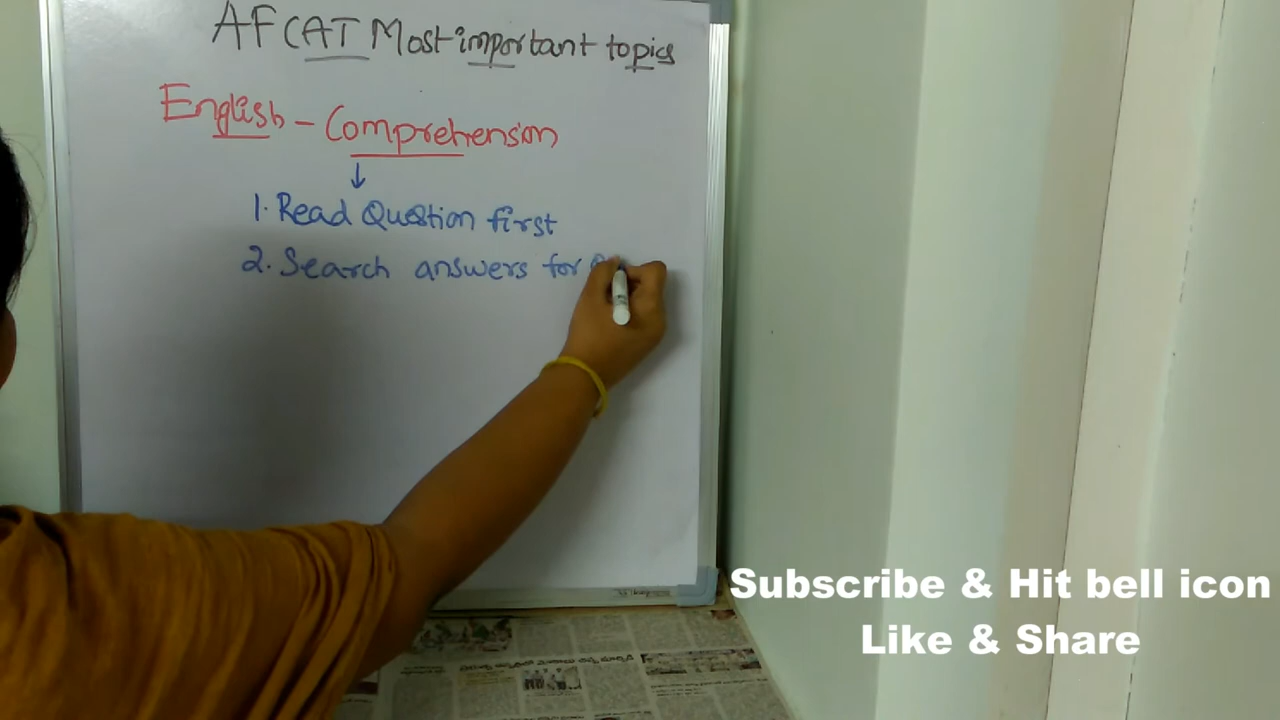 AFCAT Most important topics
English - Comprehension
↓
1. Read Question first
2. Search answers for
Subscribe & Hit bell icon
Like & Share